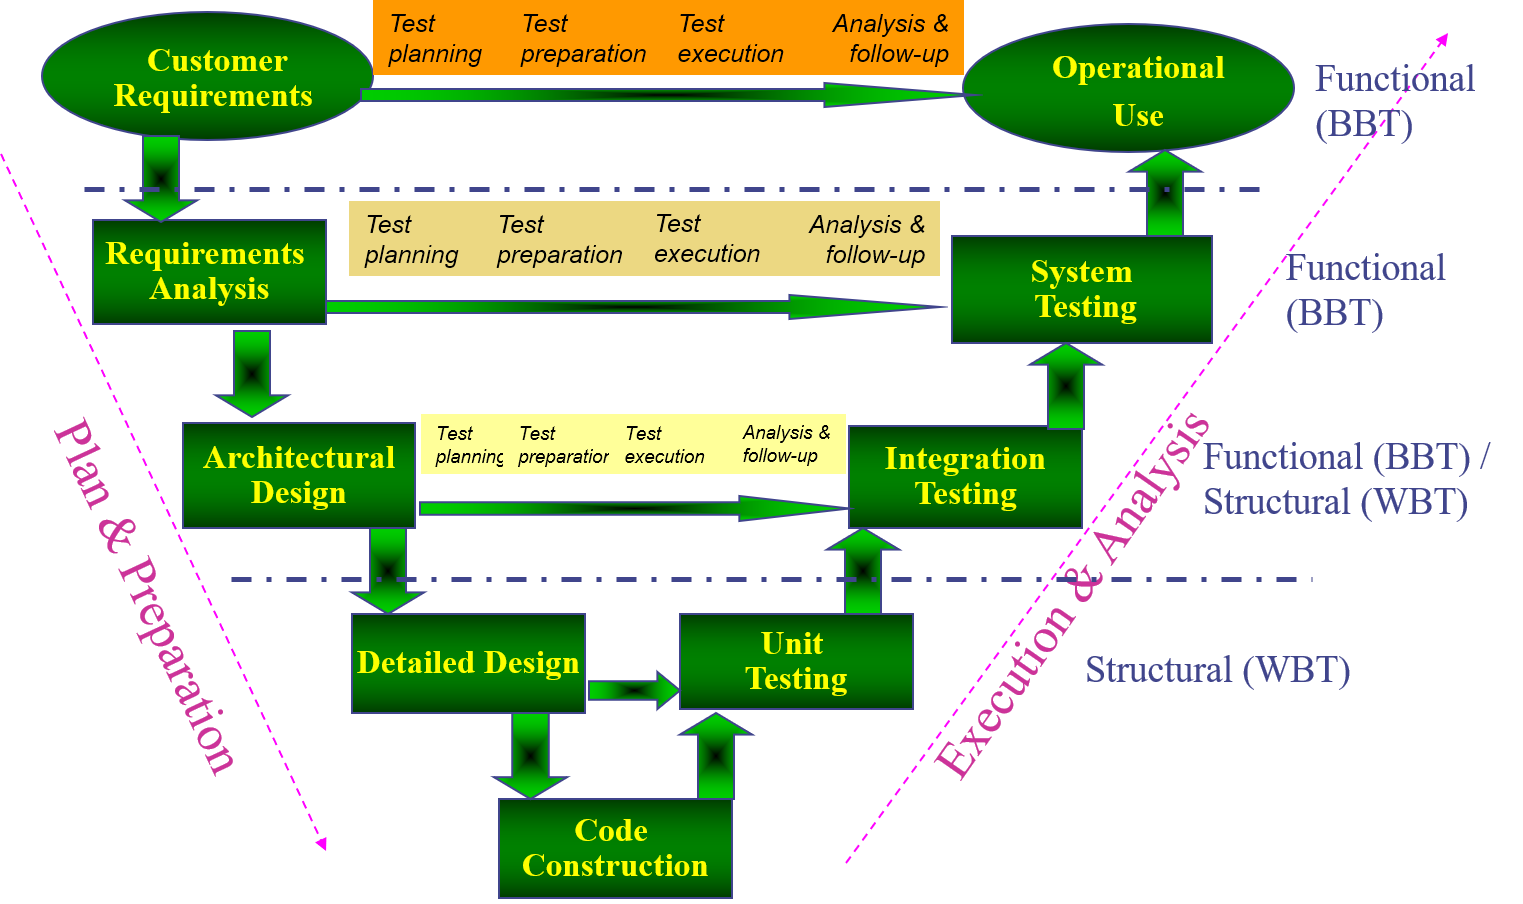 Test
planning
Test
preparation
Test
execution
Analysis &
follow-up
Customer
Requirements
Operational
Use
Functional
(BBT)
Test
planning
Test
preparation
Test
execution
Analysis &
follow-up
Requirements
Analysis
System
Testing
Functional
(BBT)
Test
planning
Test
preparation
Test
execution
Analysis &
follow-up
Architectural
Design
Integration
Testing
Functional (BBT) /
Structural (WBT)
Plan & Preparation
Execution & Analysis
Detailed Design
Unit
Testing
Structural (WBT)
Code
Construction